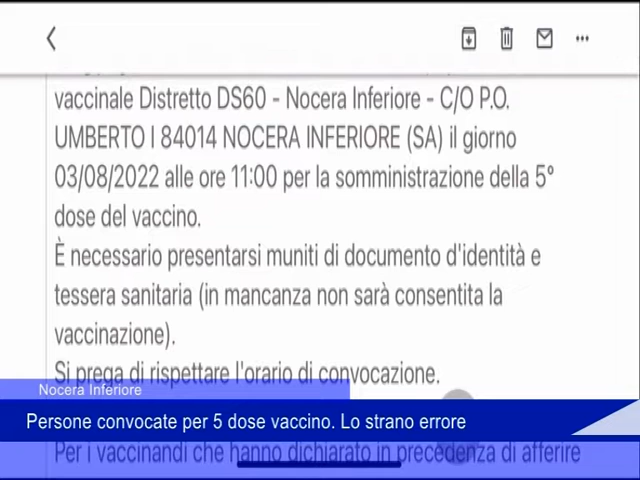 vaccinale Distretto DS60 - Nocera Inferiore - C/O P.O.
UMBERTO I 84014 NOCERA INFERIORE (SA) il giorno
03/08/2022 alle ore 11:00 per la somministrazione della 5°
dose del vaccino.
È necessario presentarsi muniti di documento d'identità e
tessera sanitaria (in mancanza non sarà consentita la
vaccinazione).
Si prega di rispettare l'orario di convocazione.
Nocera Inferiore
Persone convocate per 5 dose vaccino. Lo strano errore
Per i vaccinandi che hanno dichiarato in precedenza di afferire